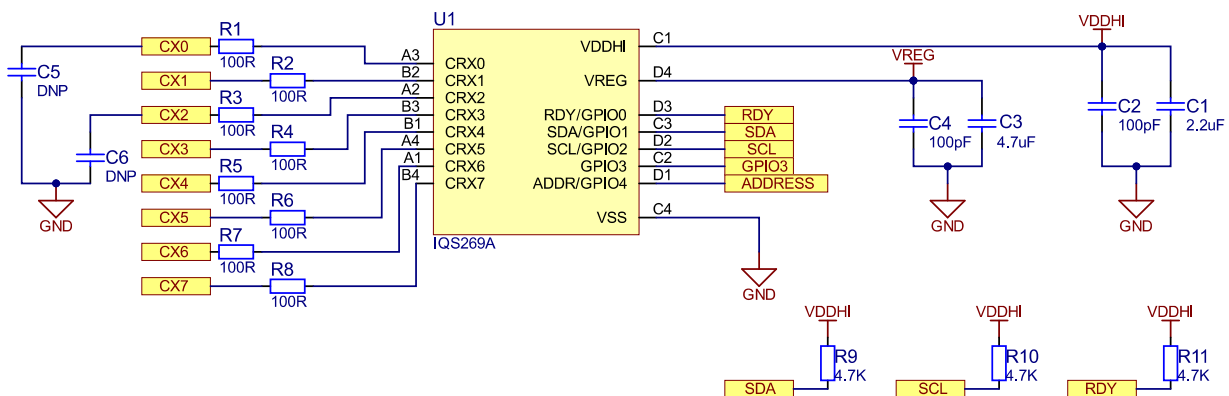 U1
VDDHI
CX0
R1
100R
A3
CRX0
VDDHI
C1
C5
DNP
CX1
R2
100R
B2
CRX1
VREG
D4
VREG
CX2
R3
100R
A2
CRX2
RDY/GPIO0
D3
RDY
C4
100pF
C3
4.7uF
C2
100pF
C1
2.2uF
CX3
R4
100R
B3
CRX3
SDA/GPIO1
C3
SDA
C6
DNP
B1
CRX4
SCL/GPIO2
D2
SCL
CX4
R5
100R
A4
CRX5
GPIO3
C2
GPIO3
A1
CRX6
ADDR/GPIO4
D1
ADDRESS
GND
CX5
R6
100R
B4
CRX7
VSS
C4
GND
GND
CX6
R7
100R
IQS269A
CX7
R8
100R
GND
VDDHI
VDDHI
VDDHI
R9
4.7K
R10
4.7K
R11
4.7K
SDA
SCL
RDY